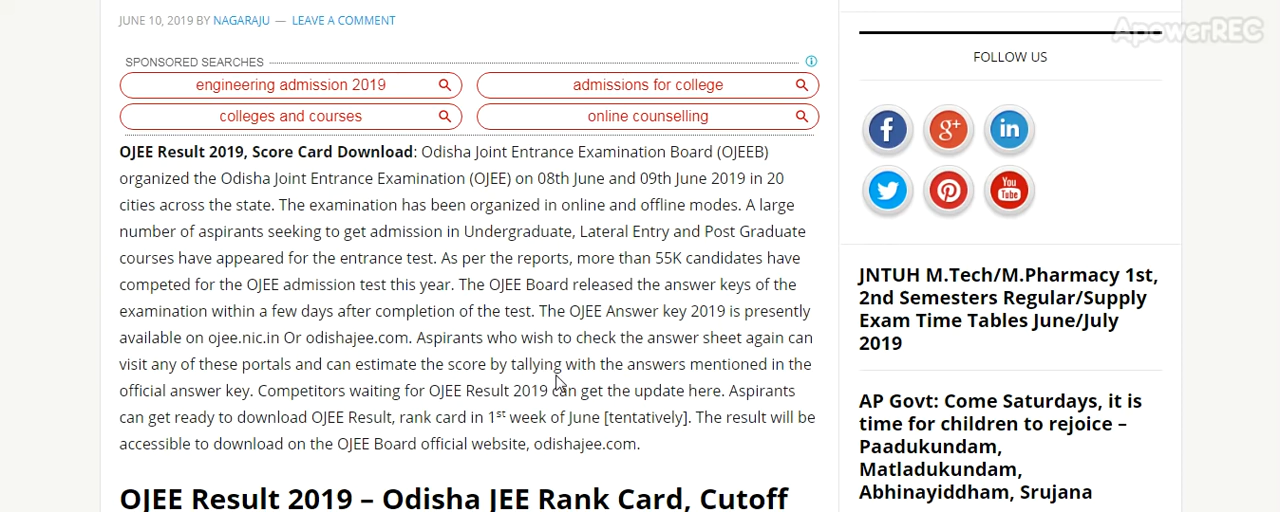 JUNE 10, 2019 BY NAGARAJU — LEAVE A COMMENT
SPONSORED SEARCHES
engineering admission 2019
admissions for college
colleges and courses
online counselling
OJEE Result 2019, Score Card Download: Odisha Joint Entrance Examination Board (OJEEB)
organized the Odisha Joint Entrance Examination (OJEE) on 08th June and 09th June 2019 in 20
cities across the state. The examination has been organized in online and offline modes. A large
number of aspirants seeking to get admission in Undergraduate, Lateral Entry and Post Graduate
courses have appeared for the entrance test. As per the reports, more than 55K candidates have
competed for the OJEE admission test this year. The OJEE Board released the answer keys of the
examination within a few days after completion of the test. The OJEE Answer key 2019 is presently
available on ojee.nic.in Or odishajee.com. Aspirants who wish to check the answer sheet again can
visit any of these portals and can estimate the score by tallying with the answers mentioned in the
official answer key. Competitors waiting for OJEE Result 2019 can get the update here. Aspirants
can get ready to download OJEE Result, rank card in 1st week of June [tentatively]. The result will be
accessible to download on the OJEE Board official website, odishajee.com.
OJEE Result 2019 – Odisha JEE Rank Card, Cutoff
ApowerREC
FOLLOW US
f
g+
in
You
Tube
JNTUH M.Tech/M.Pharmacy 1st,
2nd Semesters Regular/Supply
Exam Time Tables June/July
2019
AP Govt: Come Saturdays, it is
time for children to rejoice –
Paadukundam,
Matladukundam,
Abhinayiddham, Srujana